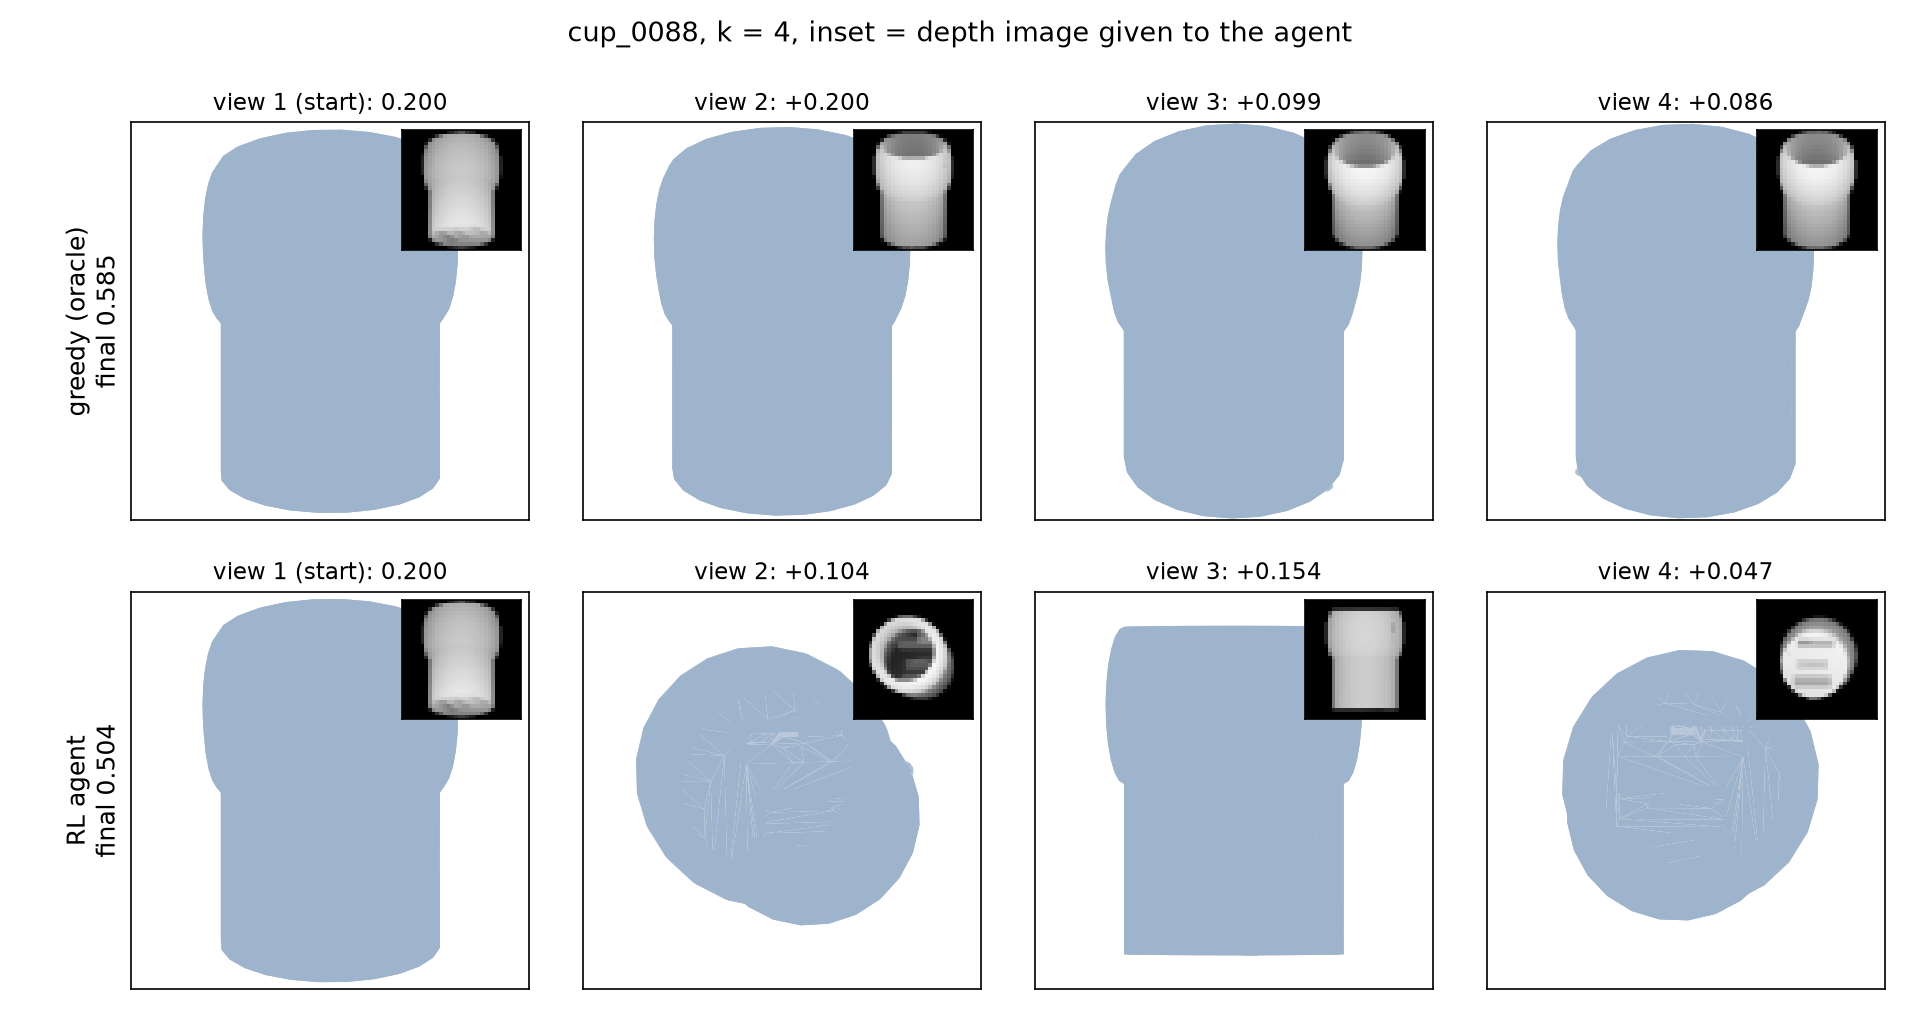 cup_0088, k = 4, inset = depth image given to the agent
view 1 (start): 0.200
view 2: +0.200
view 3: +0.099
view 4: +0.086
greedy (oracle)
final 0.585
view 1 (start): 0.200
view 2: +0.104
view 3: +0.154
view 4: +0.047
RL agent
final 0.504